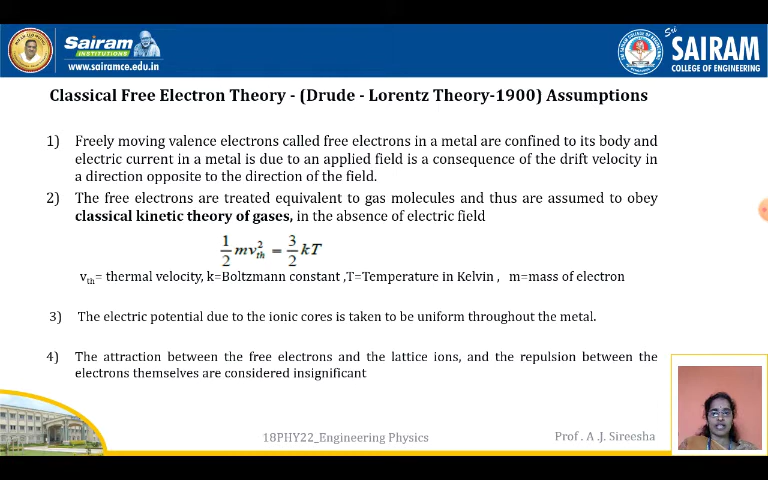 Sairam
INSTITUTIONS
www.sairamce.edu.in
Sri
SAIRAM
COLLEGE OF ENGINEERING
Classical Free Electron Theory - (Drude - Lorentz Theory-1900) Assumptions
1) Freely moving valence electrons called free electrons in a metal are confined to its body and
electric current in a metal is due to an applied field is a consequence of the drift velocity in
a direction opposite to the direction of the field.
2) The free electrons are treated equivalent to gas molecules and thus are assumed to obey
classical kinetic theory of gases, in the absence of electric field
1/2 mv_th^2 = 3/2 kT
v_th= thermal velocity, k=Boltzmann constant ,T=Temperature in Kelvin , m=mass of electron
3) The electric potential due to the ionic cores is taken to be uniform throughout the metal.
4) The attraction between the free electrons and the lattice ions, and the repulsion between the
electrons themselves are considered insignificant
18PHY22_Engineering Physics
Prof . A .J. Sireesha